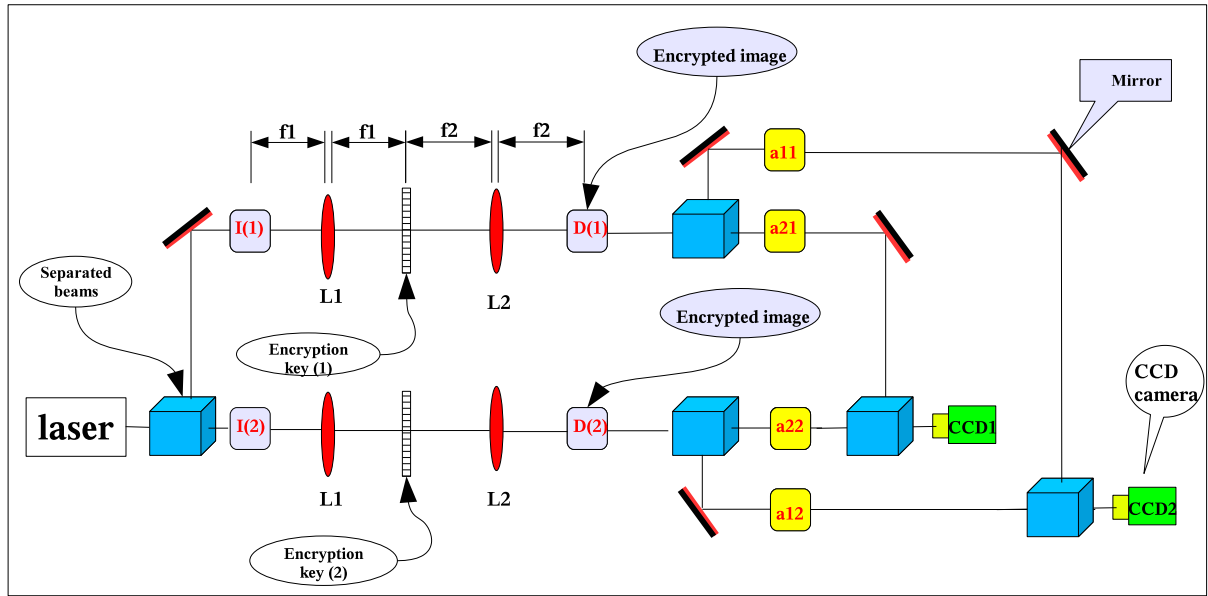 Encrypted image
Mirror
f1
f1
f2
f2
a11
I(1)
D(1)
a21
Separated
beams
L1
L2
Encryption
key (1)
Encrypted image
CCD
camera
laser
I(2)
D(2)
a22
CCD1
L1
L2
a12
CCD2
Encryption
key (2)